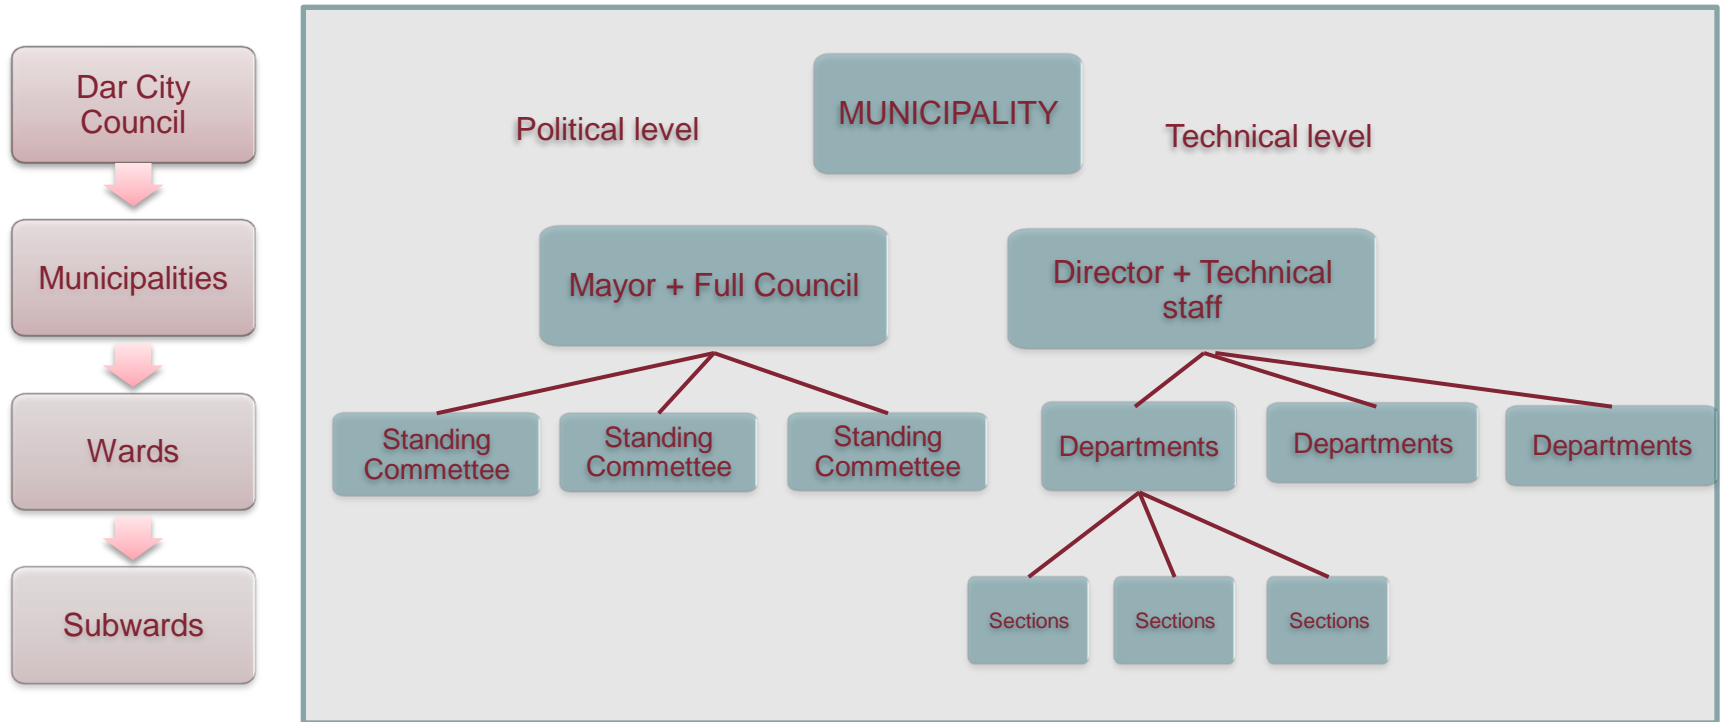 Dar City
Council
Municipalities
Wards
Subwards
MUNICIPALITY
Political level
Technical level
Mayor + Full Council
Director + Technical
staff
Standing
Commettee
Standing
Commettee
Standing
Commettee
Departments
Departments
Departments
Sections
Sections
Sections